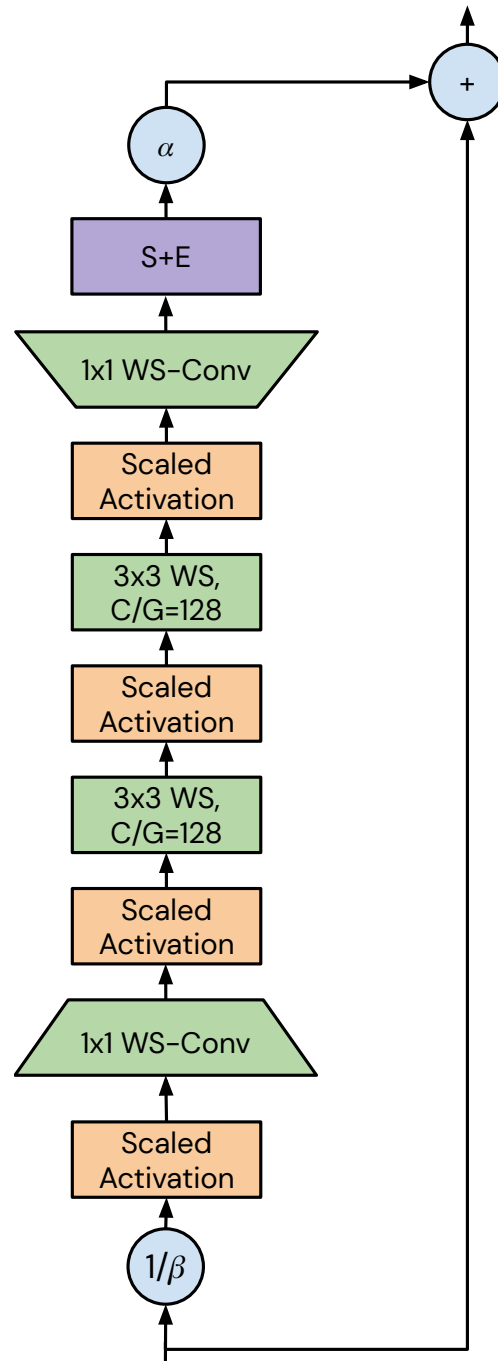 +
α
S+E
1x1 WS-Conv
Scaled
Activation
3x3 WS,
C/G=128
Scaled
Activation
3x3 WS,
C/G=128
Scaled
Activation
1x1 WS-Conv
Scaled
Activation
1/β